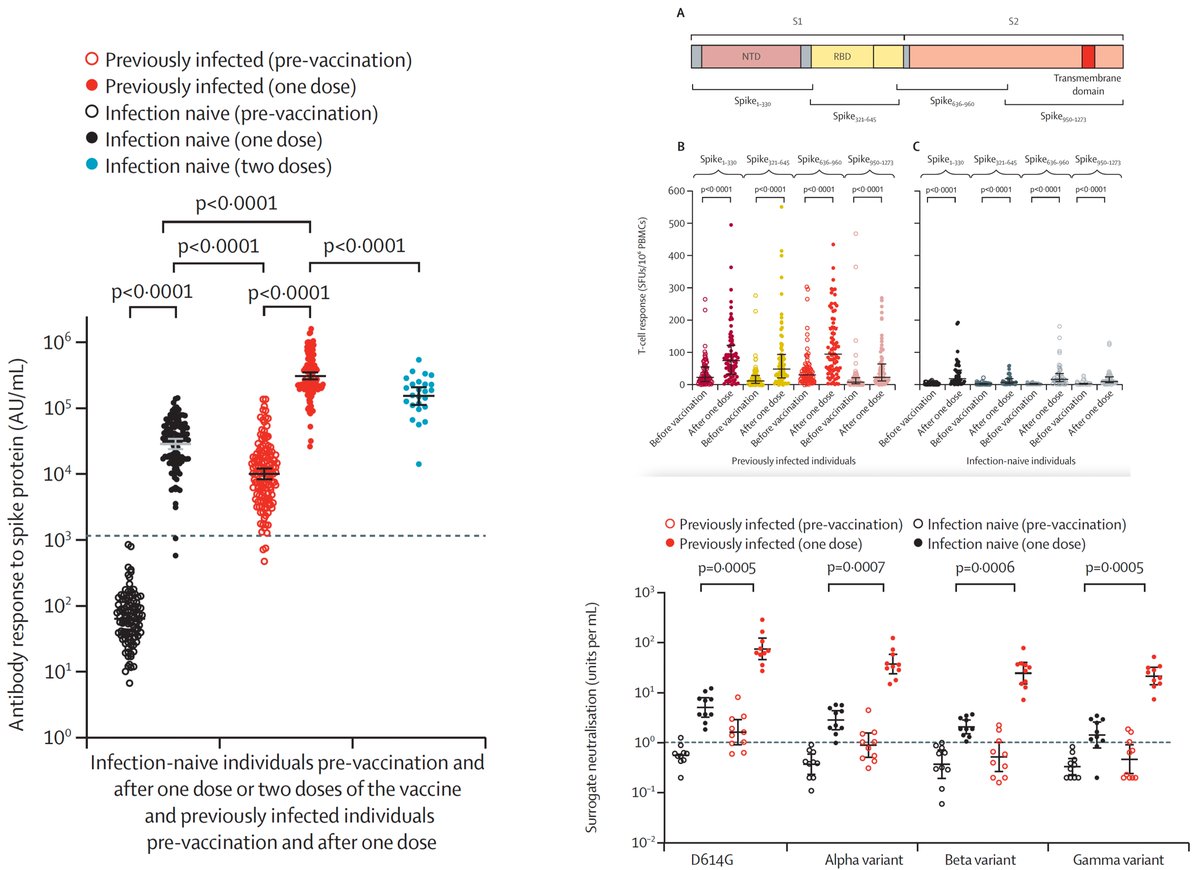 Previously infected (pre-vaccination)
Previously infected (one dose)
Infection naive (pre-vaccination)
Infection naive (one dose)
Infection naive (two doses)
p<0·0001
p<0·0001
p<0·0001
p<0·0001
p<0·0001
Antibody response to spike protein (AU/mL)
10⁶
10⁵
10⁴
10³
10²
10¹
10⁰
Infection-naive individuals pre-vaccination and
after one dose or two doses of the vaccine
and previously infected individuals
pre-vaccination and after one dose
A
S1 S2
NTD RBD
Transmembrane
domain
Spike₁₋₃₃₀ Spike₆₃₆₋₉₆₀
Spike₃₂₁₋₆₄₅ Spike₉₅₀₋₁₂₇₃
B C
Spike₁₋₃₃₀ Spike₃₂₁₋₆₄₅ Spike₆₃₆₋₉₆₀ Spike₉₅₀₋₁₂₇₃ Spike₁₋₃₃₀ Spike₃₂₁₋₆₄₅ Spike₆₃₆₋₉₆₀ Spike₉₅₀₋₁₂₇₃
p<0·0001 p<0·0001 p<0·0001 p<0·0001 p<0·0001 p<0·0001 p<0·0001 p<0·0001
T-cell response (SFUs/10⁶ PBMCs)
600
500
400
300
200
100
0
Before vaccination After one dose Before vaccination After one dose Before vaccination After one dose Before vaccination After one dose Before vaccination After one dose Before vaccination After one dose Before vaccination After one dose Before vaccination After one dose
Previously infected individuals Infection-naive individuals
Previously infected (pre-vaccination) Infection naive (pre-vaccination)
Previously infected (one dose) Infection naive (one dose)
p=0·0005 p=0·0007 p=0·0006 p=0·0005
Surrogate neutralisation (units per mL)
10³
10²
10¹
10⁰
10⁻¹
10⁻²
D614G Alpha variant Beta variant Gamma variant